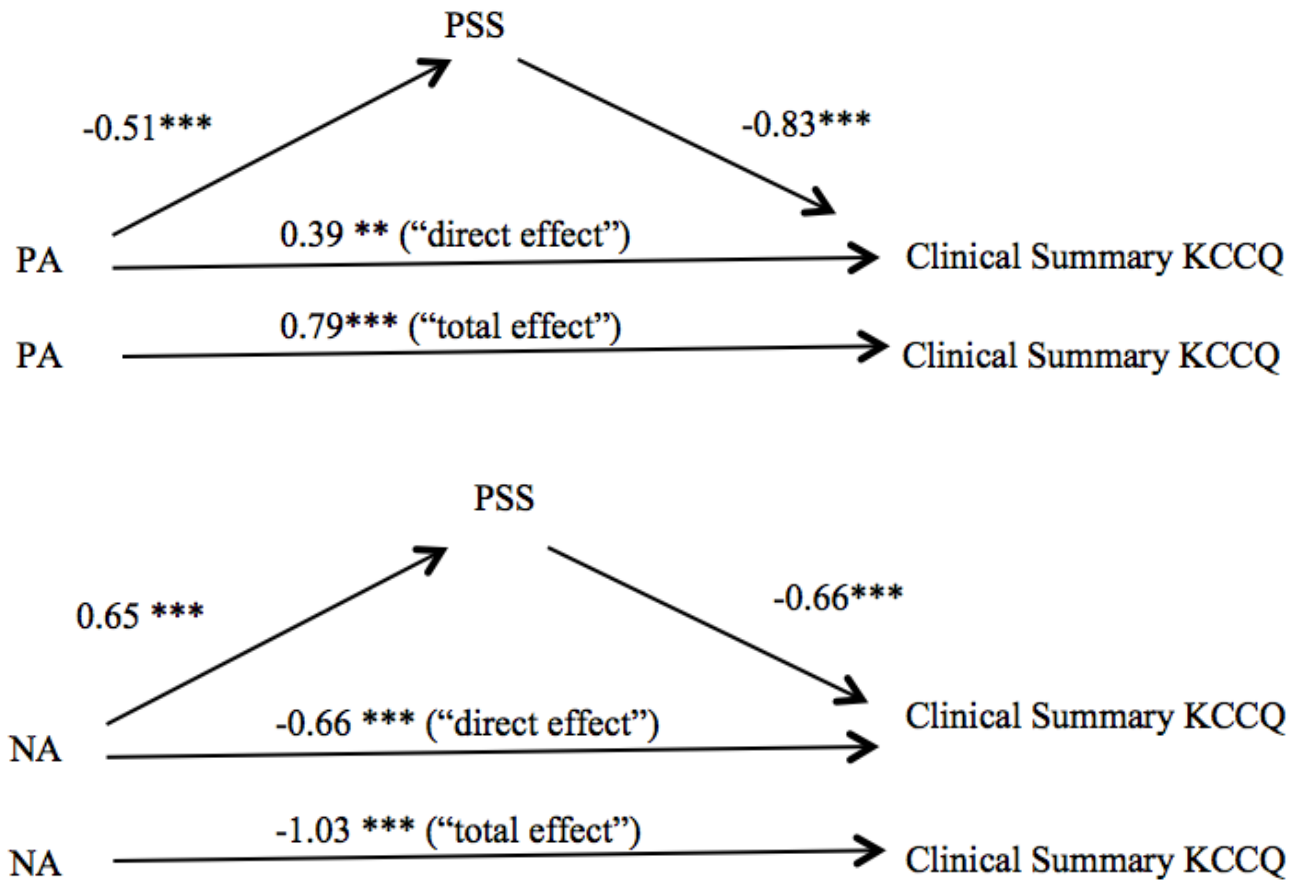 PSS
-0.51***
-0.83***
0.39 ** (“direct effect”)
PA
Clinical Summary KCCQ
0.79*** (“total effect”)
PA
Clinical Summary KCCQ
PSS
0.65 ***
-0.66***
-0.66 *** (“direct effect”)
Clinical Summary KCCQ
NA
-1.03 *** (“total effect”)
NA
Clinical Summary KCCQ